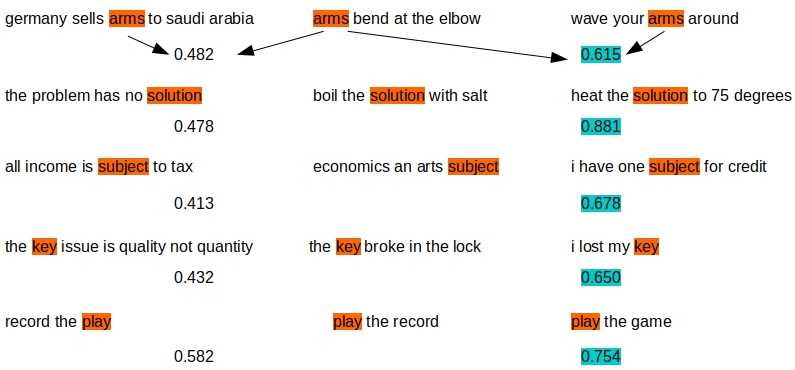 germany sells arms to saudi arabia arms bend at the elbow wave your arms around
0.482 0.615
the problem has no solution boil the solution with salt heat the solution to 75 degrees
0.478 0.881
all income is subject to tax economics an arts subject i have one subject for credit
0.413 0.678
the key issue is quality not quantity the key broke in the lock i lost my key
0.432 0.650
record the play play the record play the game
0.582 0.754